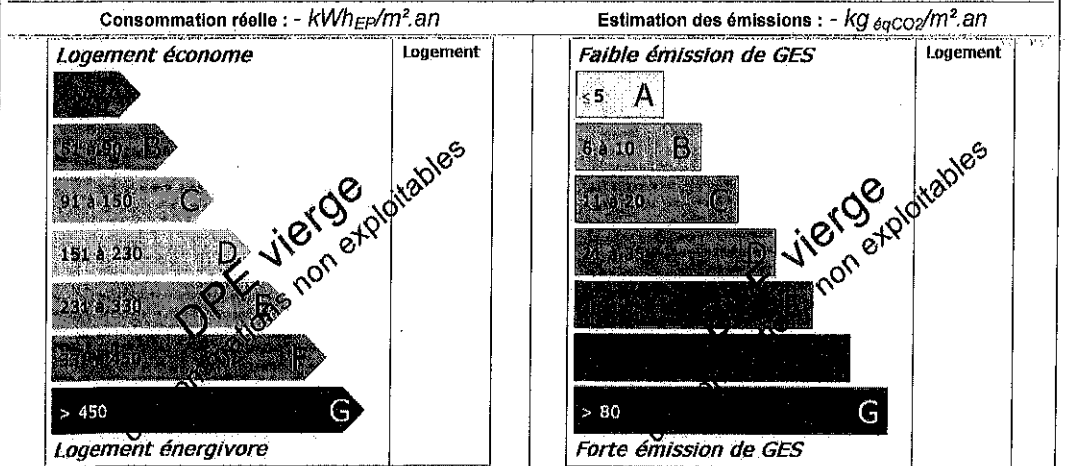 Consommation réelle : - kWhEP/m².an
Logement économe
Logement
51 à 90 B
91 à 150 C
151 à 230 D
231 à 330 E
F
> 450 G
Logement énergivore
DPE vierge
non exploitables
Estimation des émissions : - kg éqCO2/m².an
Faible émission de GES
Logement
≤ 5 A
6 à 10 B
11 à 20 C
D
> 80 G
Forte émission de GES
vierge
non exploitables